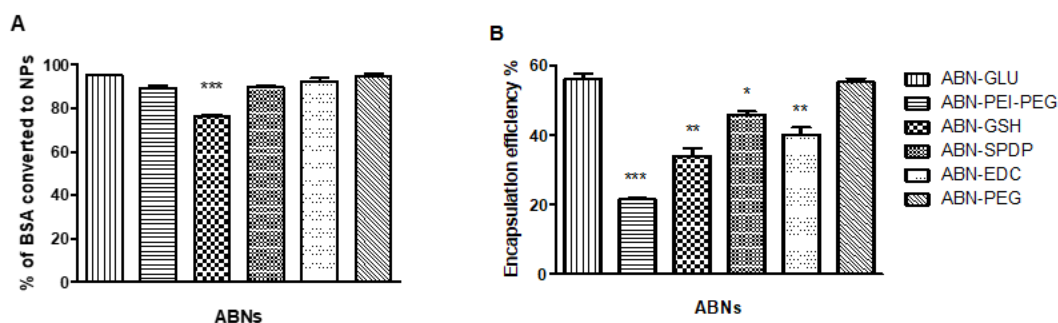 A
% of BSA converted to NPs
100
80
60
40
20
0
***
ABNs
B
Encapsulation efficiency %
60
40
20
0
***
**
*
**
ABNs
ABN-GLU
ABN-PEI-PEG
ABN-GSH
ABN-SPDP
ABN-EDC
ABN-PEG